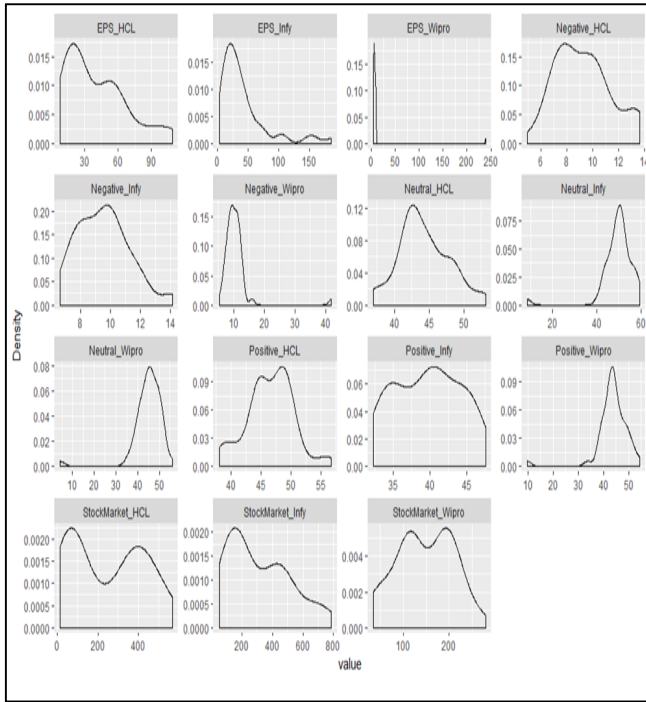 EPS_HCL EPS_Infy EPS_Wipro Negative_HCL
0.015 0.015 0.15 0.15
0.010 0.010 0.10 0.10
0.005 0.005 0.05 0.05
0.000 0.000 0.00 0.00
30 60 90 0 50 100 150 0 50 100 150 200 250 6 8 10 12 14
Negative_Infy Negative_Wipro Neutral_HCL Neutral_Infy
0.20 0.15 0.12 0.075
0.15 0.10 0.08 0.050
0.10 0.05 0.04 0.025
0.05 0.00 0.00 0.000
0.00
8 10 12 14 10 20 30 40 40 45 50 10 20 30 40 50 60
Density
Neutral_Wipro Positive_HCL Positive_Infy Positive_Wipro
0.08 0.09 0.06 0.09
0.06 0.06 0.04 0.06
0.04 0.03 0.02 0.03
0.02 0.00 0.00 0.00
0.00
10 20 30 40 50 40 45 50 55 35 40 45 10 20 30 40 50
StockMarket_HCL StockMarket_Infy StockMarket_Wipro
0.0020 0.0020 0.004
0.0015 0.0015 0.002
0.0010 0.0010 0.000
0.0005 0.0005
0.0000 0.0000
0 200 400 200 400 600 800 100 200
value